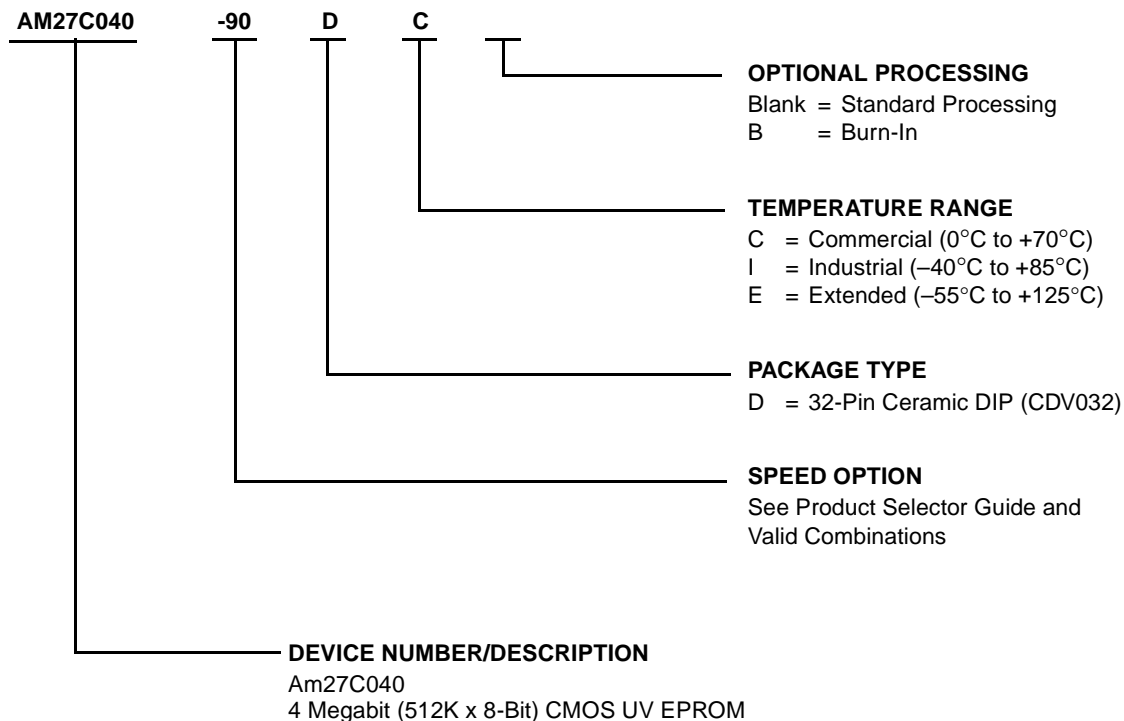 AM27C040 -90 D C
OPTIONAL PROCESSING
Blank = Standard Processing
B = Burn-In
TEMPERATURE RANGE
C = Commercial (0°C to +70°C)
I = Industrial (–40°C to +85°C)
E = Extended (–55°C to +125°C)
PACKAGE TYPE
D = 32-Pin Ceramic DIP (CDV032)
SPEED OPTION
See Product Selector Guide and
Valid Combinations
DEVICE NUMBER/DESCRIPTION
Am27C040
4 Megabit (512K x 8-Bit) CMOS UV EPROM